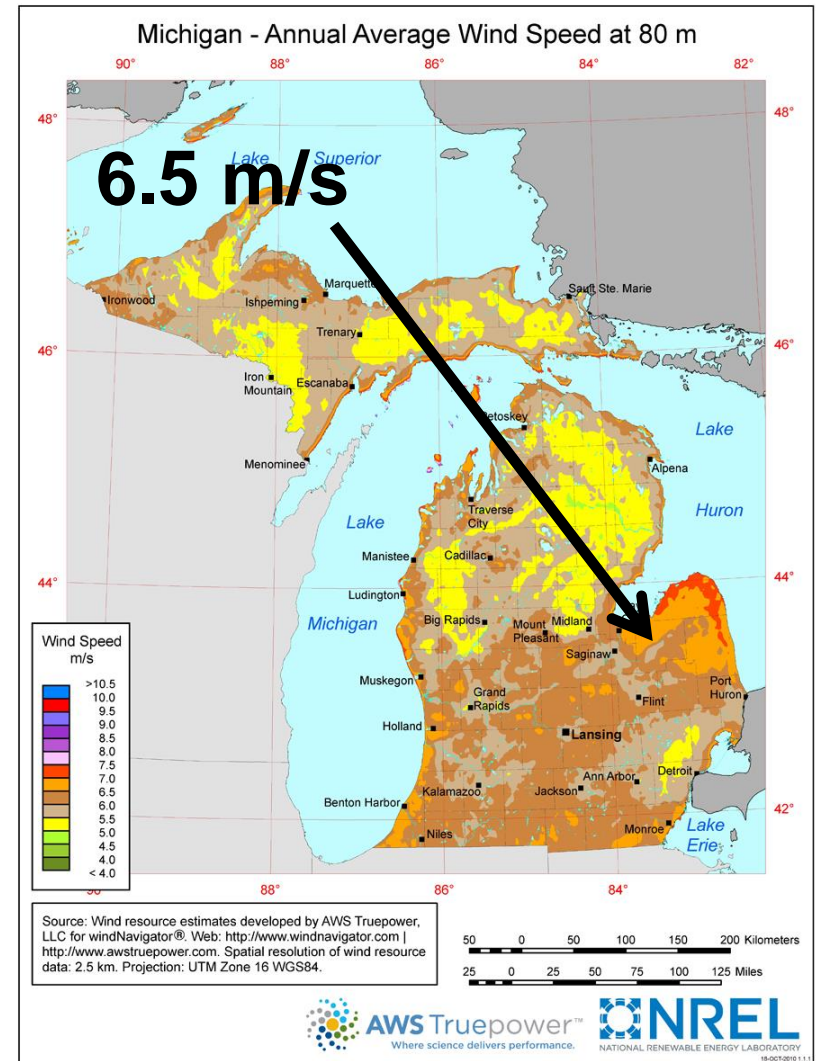 Michigan - Annual Average Wind Speed at 80 m
90° 88° 86° 84° 82°
48° 48°
Lake Superior
6.5 m/s
Marquette
Sault Ste. Marie
Ironwood
Ishpeming
Trenary
46° 46°
Iron
Mountain
Escanaba
Petoskey
Menominee
Lake
Huron
Alpena
Traverse
City
Lake
Michigan
Manistee
Cadillac
44° 44°
Ludington
Big Rapids
Mount
Pleasant
Midland
Saginaw
Wind Speed
m/s
>10.5
10.0
9.5
9.0
8.5
8.0
7.5
7.0
6.5
6.0
5.5
5.0
4.5
4.0
< 4.0
Muskegon
Grand
Rapids
Flint
Port
Huron
Holland
Lansing
Kalamazoo
Jackson
Ann Arbor
Detroit
Benton Harbor
42°
Niles
Monroe
Lake
Erie
88° 86° 84°
Source: Wind resource estimates developed by AWS Truepower,
LLC for windNavigator®. Web: http://www.windnavigator.com |
http://www.awstruepower.com. Spatial resolution of wind resource
data: 2.5 km. Projection: UTM Zone 16 WGS84.
50 0 50 100 150 200 Kilometers
25 0 25 50 75 100 125 Miles
AWS Truepower™
Where science delivers performance.
NREL
NATIONAL RENEWABLE ENERGY LABORATORY
18-OCT-2010 1.1.1